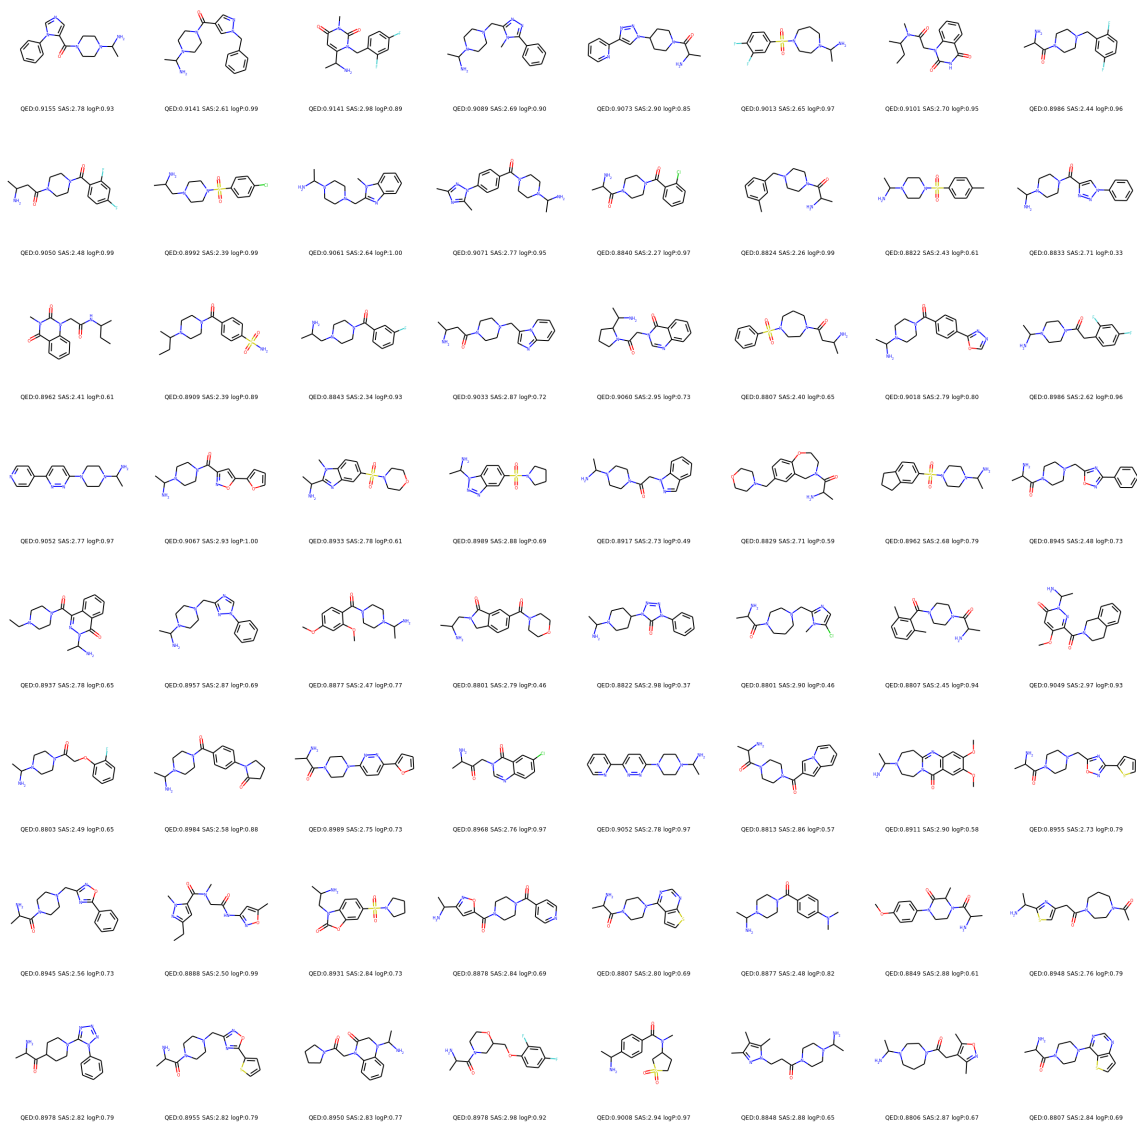 QED:0.9155 SAS:2.78 logP:0.93 QED:0.9141 SAS:2.61 logP:0.99 QED:0.9141 SAS:2.98 logP:0.89 QED:0.9089 SAS:2.69 logP:0.90 QED:0.9073 SAS:2.90 logP:0.85 QED:0.9013 SAS:2.65 logP:0.97 QED:0.9101 SAS:2.70 logP:0.95 QED:0.8986 SAS:2.44 logP:0.96
QED:0.9050 SAS:2.48 logP:0.99 QED:0.8992 SAS:2.39 logP:0.99 QED:0.9061 SAS:2.64 logP:1.00 QED:0.9071 SAS:2.77 logP:0.95 QED:0.8840 SAS:2.27 logP:0.97 QED:0.8824 SAS:2.26 logP:0.99 QED:0.8822 SAS:2.43 logP:0.61 QED:0.8833 SAS:2.71 logP:0.33
QED:0.8962 SAS:2.41 logP:0.61 QED:0.8909 SAS:2.39 logP:0.89 QED:0.8843 SAS:2.34 logP:0.93 QED:0.9033 SAS:2.87 logP:0.72 QED:0.9060 SAS:2.95 logP:0.73 QED:0.8807 SAS:2.40 logP:0.65 QED:0.9018 SAS:2.79 logP:0.80 QED:0.8986 SAS:2.62 logP:0.96
QED:0.9052 SAS:2.77 logP:0.97 QED:0.9067 SAS:2.93 logP:1.00 QED:0.8933 SAS:2.78 logP:0.61 QED:0.8989 SAS:2.88 logP:0.69 QED:0.8917 SAS:2.73 logP:0.49 QED:0.8829 SAS:2.71 logP:0.59 QED:0.8962 SAS:2.68 logP:0.79 QED:0.8945 SAS:2.48 logP:0.73
QED:0.8937 SAS:2.78 logP:0.65 QED:0.8957 SAS:2.87 logP:0.69 QED:0.8877 SAS:2.47 logP:0.77 QED:0.8801 SAS:2.79 logP:0.46 QED:0.8822 SAS:2.98 logP:0.37 QED:0.8801 SAS:2.90 logP:0.46 QED:0.8807 SAS:2.45 logP:0.94 QED:0.9049 SAS:2.97 logP:0.93
QED:0.8803 SAS:2.49 logP:0.65 QED:0.8984 SAS:2.58 logP:0.88 QED:0.8989 SAS:2.75 logP:0.73 QED:0.8968 SAS:2.76 logP:0.97 QED:0.9052 SAS:2.78 logP:0.97 QED:0.8813 SAS:2.86 logP:0.57 QED:0.8911 SAS:2.90 logP:0.58 QED:0.8955 SAS:2.73 logP:0.79
QED:0.8945 SAS:2.56 logP:0.73 QED:0.8888 SAS:2.50 logP:0.99 QED:0.8931 SAS:2.84 logP:0.73 QED:0.8878 SAS:2.84 logP:0.69 QED:0.8807 SAS:2.80 logP:0.69 QED:0.8877 SAS:2.48 logP:0.82 QED:0.8849 SAS:2.88 logP:0.61 QED:0.8948 SAS:2.76 logP:0.79
QED:0.8978 SAS:2.82 logP:0.79 QED:0.8955 SAS:2.82 logP:0.79 QED:0.8950 SAS:2.83 logP:0.77 QED:0.8978 SAS:2.98 logP:0.92 QED:0.9008 SAS:2.94 logP:0.97 QED:0.8848 SAS:2.88 logP:0.65 QED:0.8806 SAS:2.87 logP:0.67 QED:0.8807 SAS:2.84 logP:0.69